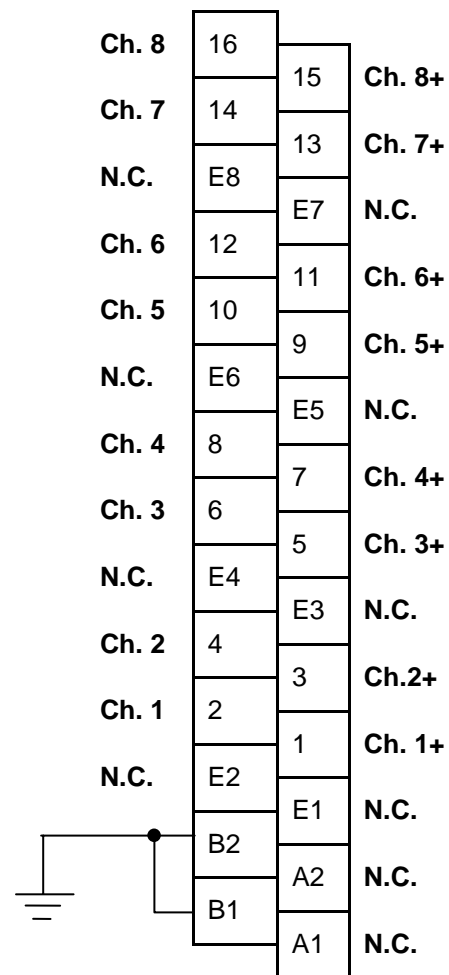 Ch. 8 16
15 Ch. 8+
Ch. 7 14
13 Ch. 7+
N.C. E8
E7 N.C.
Ch. 6 12
11 Ch. 6+
Ch. 5 10
9 Ch. 5+
N.C. E6
E5 N.C.
Ch. 4 8
7 Ch. 4+
Ch. 3 6
5 Ch. 3+
N.C. E4
E3 N.C.
Ch. 2 4
3 Ch.2+
Ch. 1 2
1 Ch. 1+
N.C. E2
E1 N.C.
B2
A2 N.C.
B1
A1 N.C.